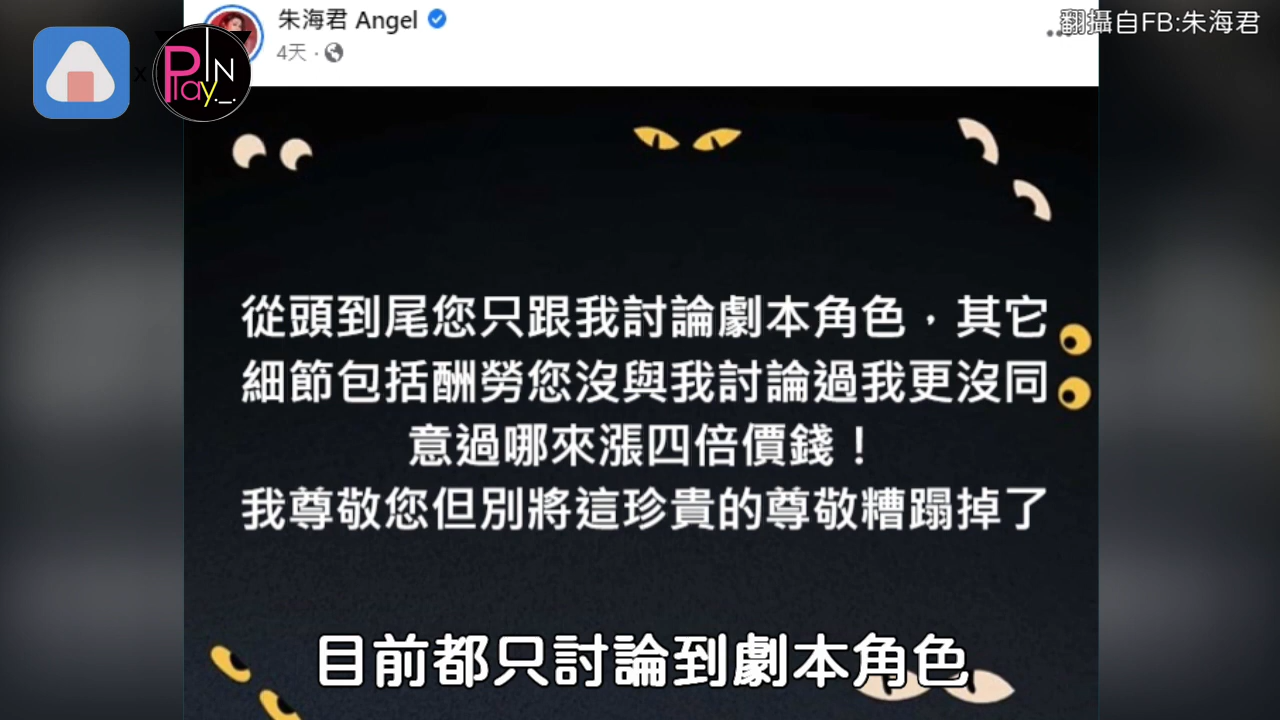 朱海君 Angel
4天
翻攝自FB:朱海君
x
PlayIN
從頭到尾您只跟我討論劇本角色，其它
細節包括酬勞您沒與我討論過我更沒同
意過哪來漲四倍價錢！
我尊敬您但別將這珍貴的尊敬糟蹋掉了
目前都只討論到劇本角色